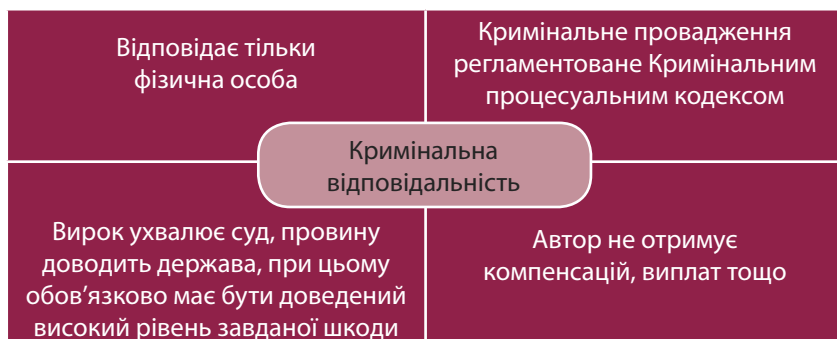 Відповідає тільки
фізична особа
Кримінальне провадження
регламентоване Кримінальним
процесуальним кодексом
Кримінальна
відповідальність
Вирок ухвалює суд, провину
доводить держава, при цьому
обов’язково має бути доведений
високий рівень завданої шкоди
Автор не отримує
компенсацій, виплат тощо